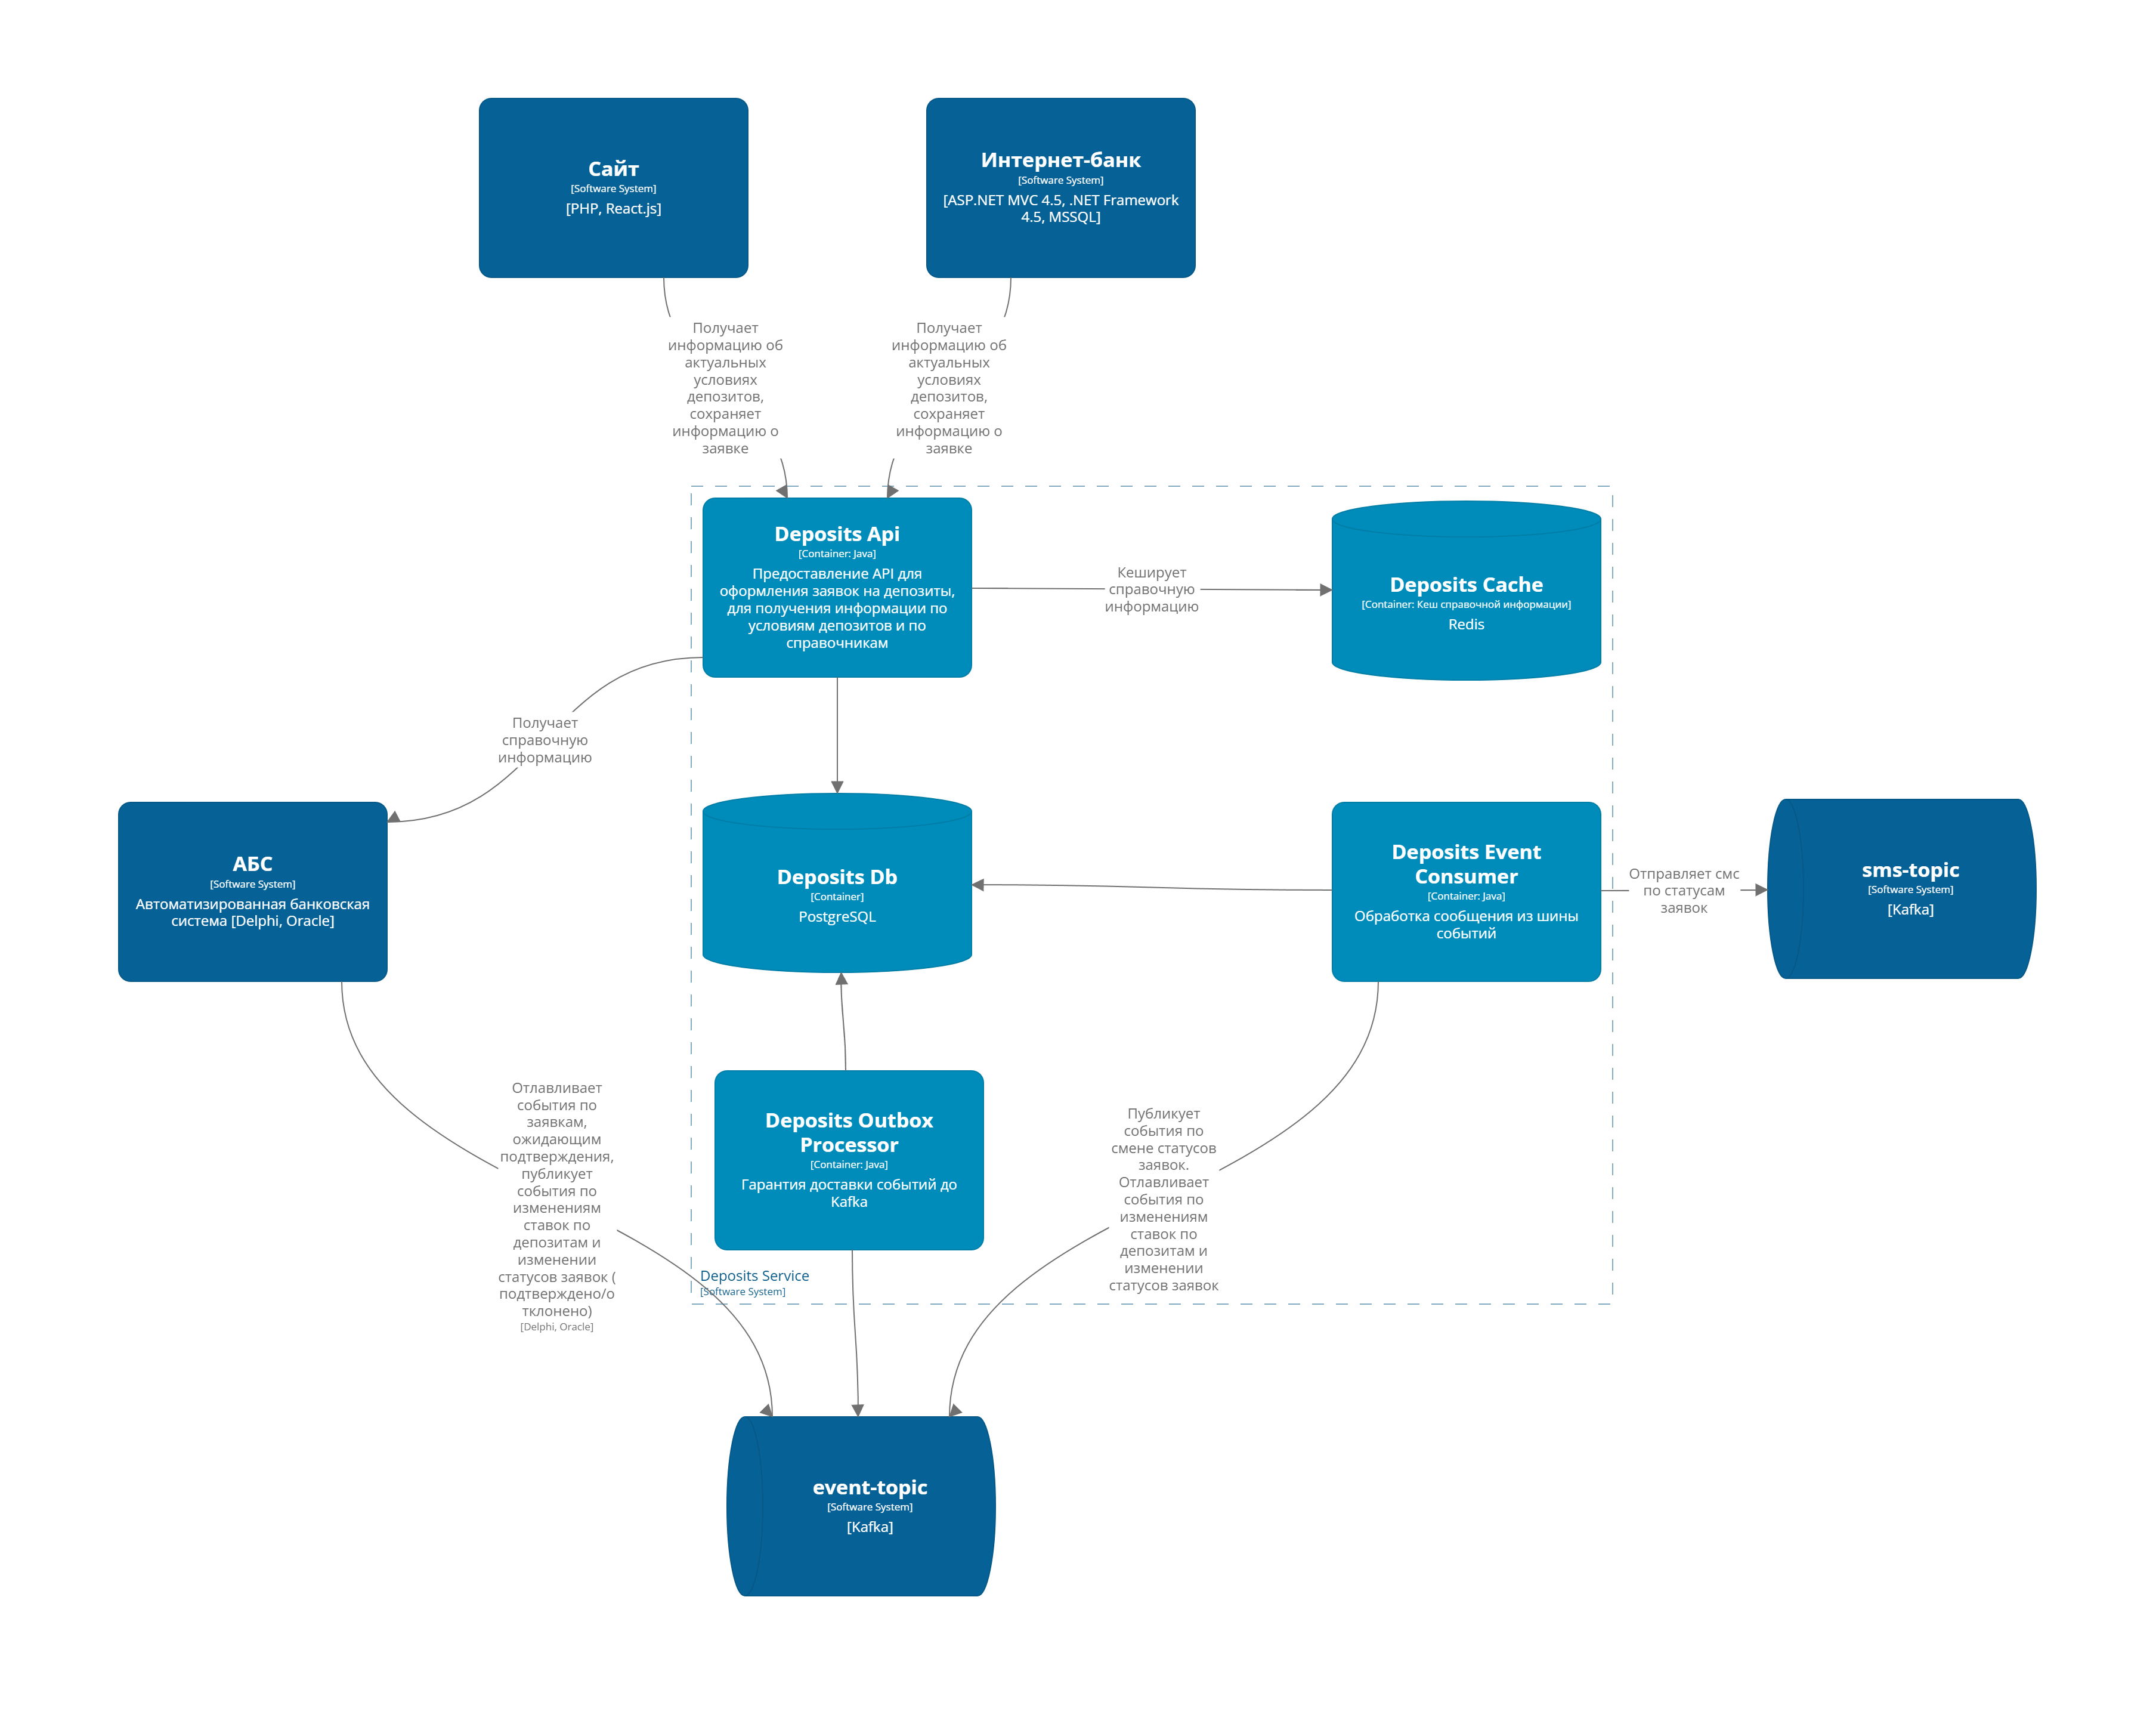 Сайт
[Software System]
[PHP, React.js]
Интернет-банк
[Software System]
[ASP.NET MVC 4.5, .NET Framework
4.5, MSSQL]
Получает
информацию об
актуальных
условиях
депозитов,
сохраняет
информацию о
заявке
Получает
информацию об
актуальных
условиях
депозитов,
сохраняет
информацию о
заявке
Deposits Api
[Container: Java]
Предоставление API для
оформления заявок на депозиты,
для получения информации по
условиям депозитов и по
справочникам
Кеширует
справочную
информацию
Deposits Cache
[Container: Кеш справочной информации]
Redis
Получает
справочную
информацию
АБС
[Software System]
Автоматизированная банковская
система [Delphi, Oracle]
Deposits Db
[Container]
PostgreSQL
Deposits Event
Consumer
[Container: Java]
Обработка сообщения из шины
событий
Отправляет смс
по статусам
заявок
sms-topic
[Software System]
[Kafka]
Отлавливает
события по
заявкам,
ожидающим
подтверждения,
публикует
события по
изменениям
ставок по
депозитам и
изменении
статусов заявок (
подтверждено/о
тклонено)
[Delphi, Oracle]
Deposits Outbox
Processor
[Container: Java]
Гарантия доставки событий до
Kafka
Публикует
события по
смене статусов
заявок.
Отлавливает
события по
изменениям
ставок по
депозитам и
изменении
статусов заявок
Deposits Service
[Software System]
event-topic
[Software System]
[Kafka]